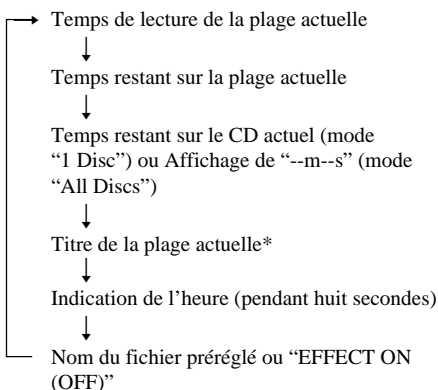 Temps de lecture de la plage actuelle
Temps restant sur la plage actuelle
Temps restant sur le CD actuel (mode
“1 Disc”) ou Affichage de “--m--s” (mode
“All Discs”)
Titre de la plage actuelle*
Indication de l’heure (pendant huit secondes)
Nom du fichier préréglé ou “EFFECT ON
(OFF)”